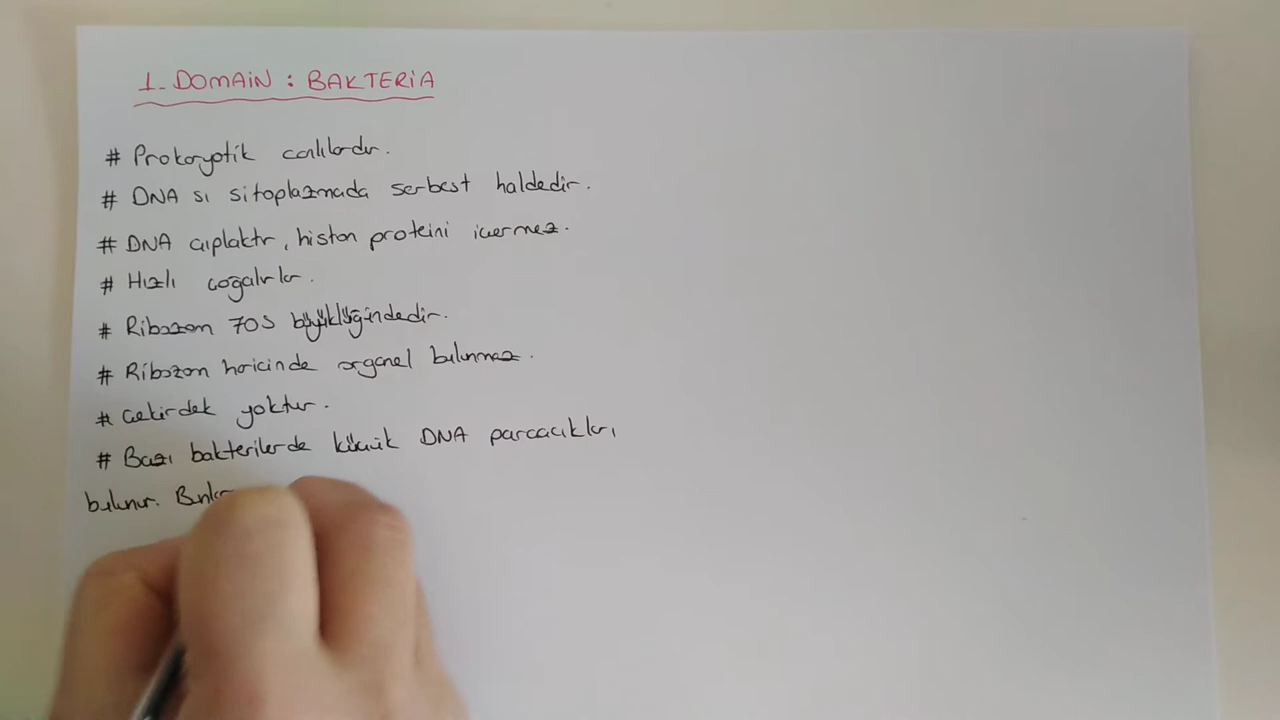 1. DOMAİN : BAKTERİA
# Prokaryotik canlılardır.
# DNA sı sitoplazmada serbest haldedir.
# DNA çıplaktır, histon proteini içermez.
# Hızlı çoğalırlar.
# Ribozom 70S büyüklüğündedir.
# Ribozom haricinde organel bulunmaz.
# Çekirdek yoktur.
# Bazı bakterilerde küçük DNA parçacıkları
bulunur.